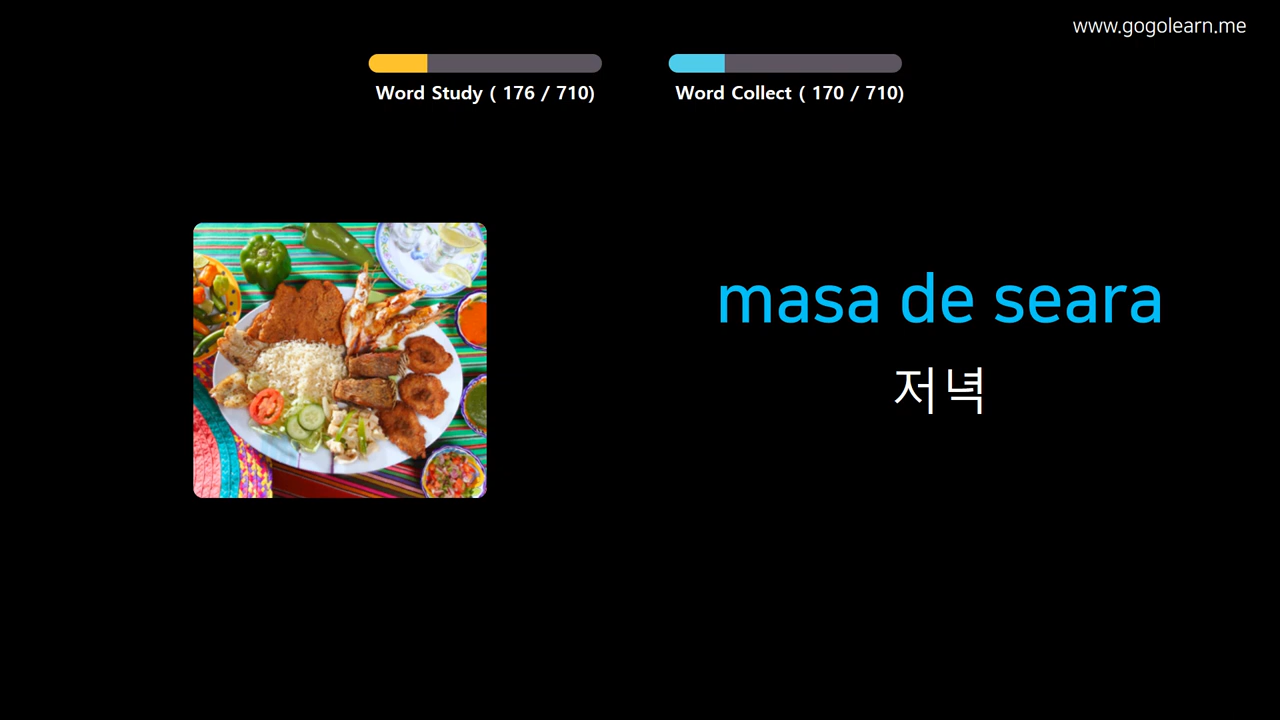 www.gogolearn.me
Word Study ( 176 / 710)
Word Collect ( 170 / 710)
masa de seara
저녁